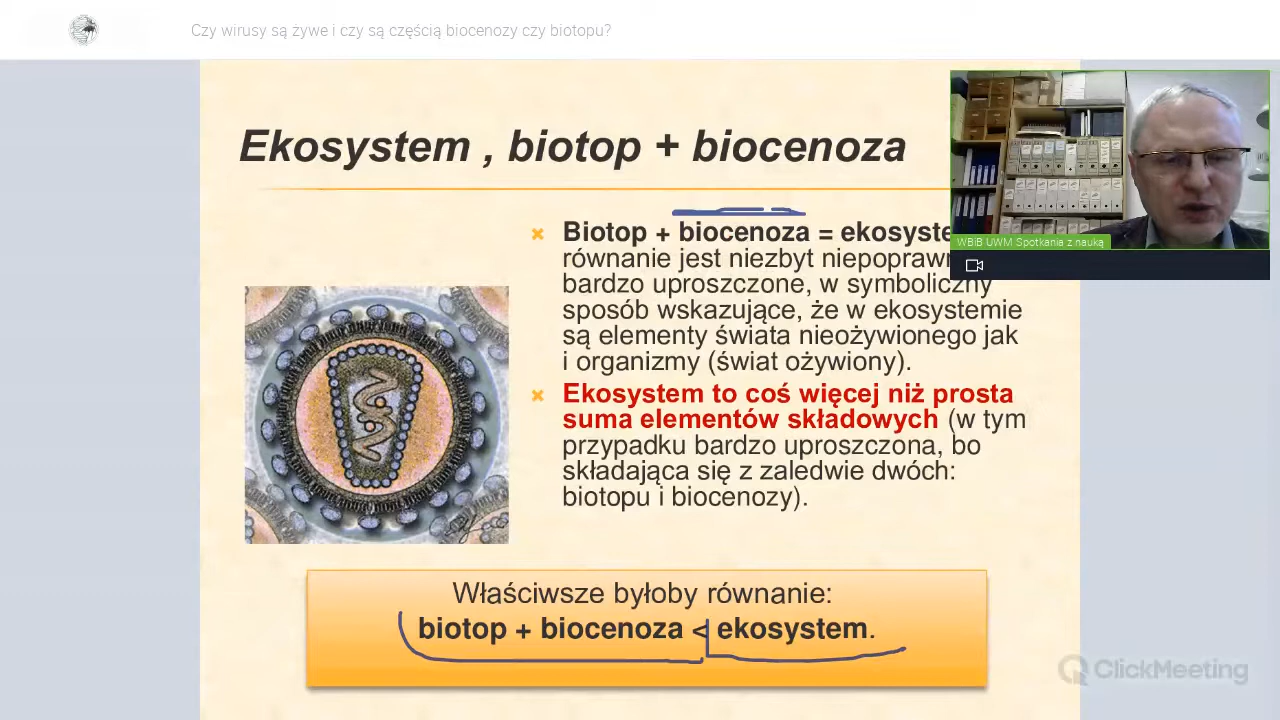 Czy wirusy są żywe i czy są częścią biocenozy czy biotopu?
Ekosystem , biotop + biocenoza
WBiB UWM Spotkania z nauką
Biotop + biocenoza = ekosyste
równanie jest niezbyt niepoprawn
bardzo uproszczone, w symboliczny
sposób wskazujące, że w ekosystemie
są elementy świata nieożywionego jak
i organizmy (świat ożywiony).
Ekosystem to coś więcej niż prosta
suma elementów składowych (w tym
przypadku bardzo uproszczona, bo
składająca się z zaledwie dwóch:
biotopu i biocenozy).
Właściwsze byłoby równanie:
biotop + biocenoza < ekosystem.
ClickMeeting